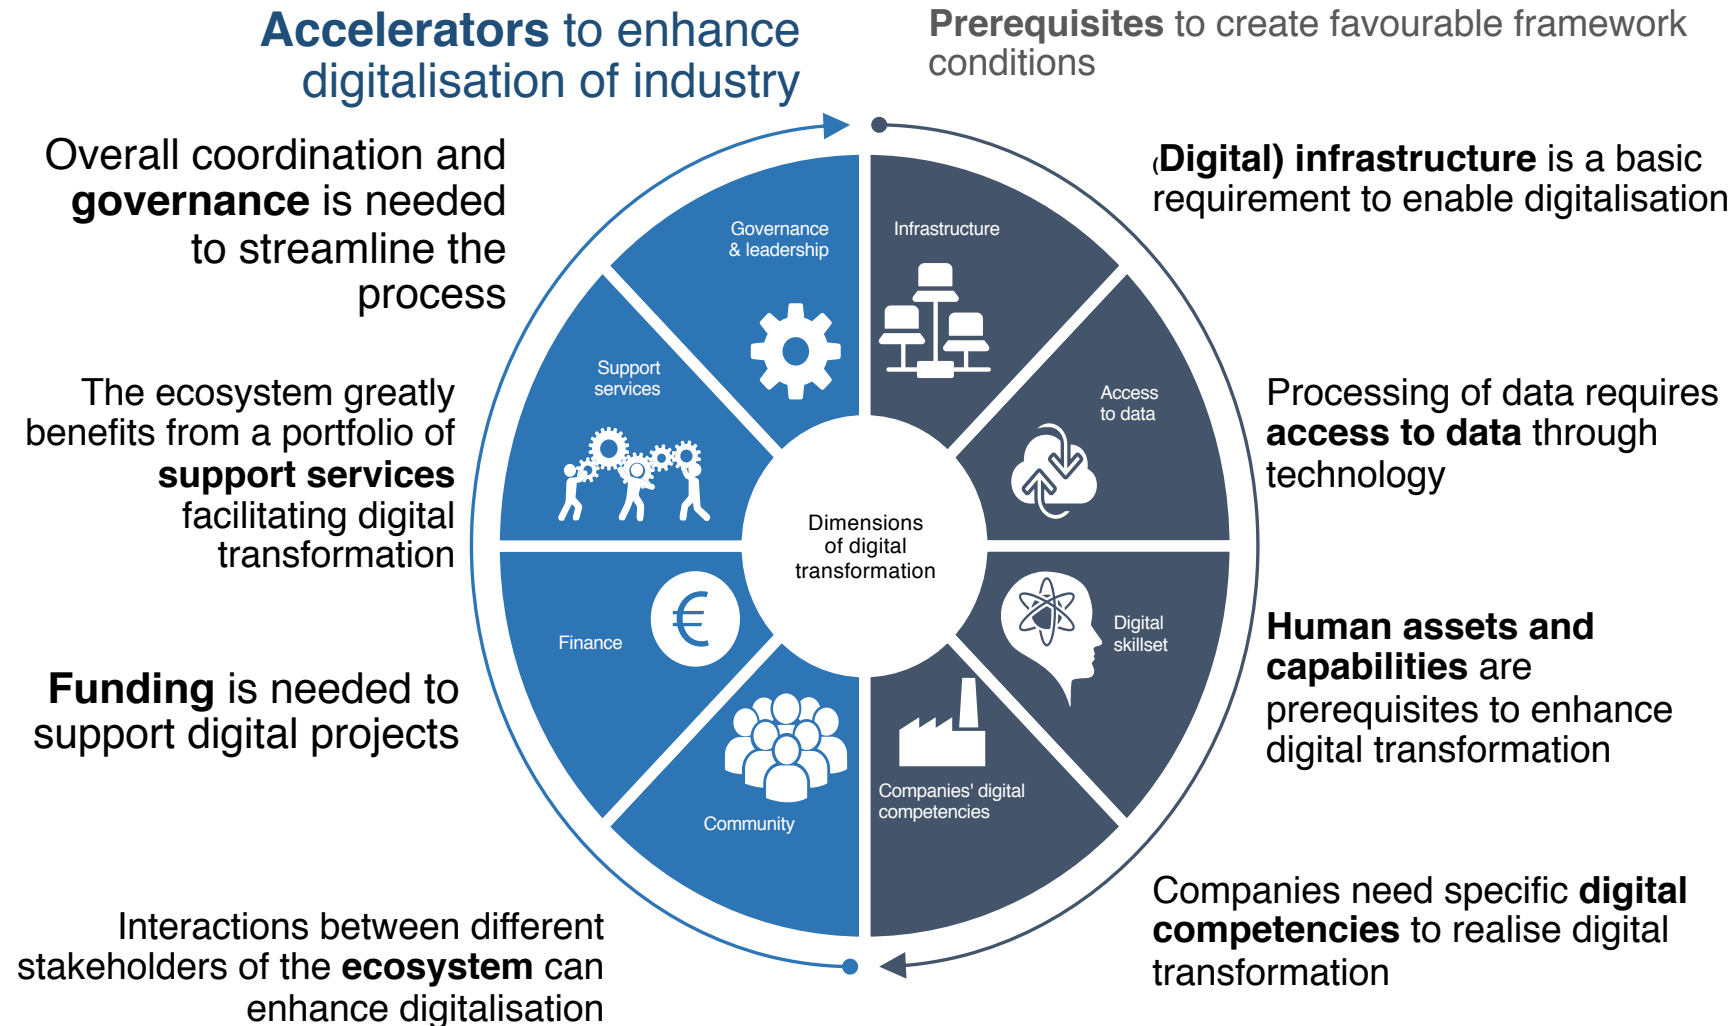 Accelerators to enhance
digitalisation of industry
Prerequisites to create favourable framework
conditions
Overall coordination and
governance is needed
to streamline the
process
(Digital) infrastructure is a basic
requirement to enable digitalisation
Governance
& leadership
Infrastructure
Support
services
Access
to data
The ecosystem greatly
benefits from a portfolio of
support services
facilitating digital
transformation
Processing of data requires
access to data through
technology
Dimensions
of digital
transformation
Finance
€
Digital
skillset
Funding is needed to
support digital projects
Human assets and
capabilities are
prerequisites to enhance
digital transformation
Community
Companies' digital
competencies
Interactions between different
stakeholders of the ecosystem can
enhance digitalisation
Companies need specific digital
competencies to realise digital
transformation